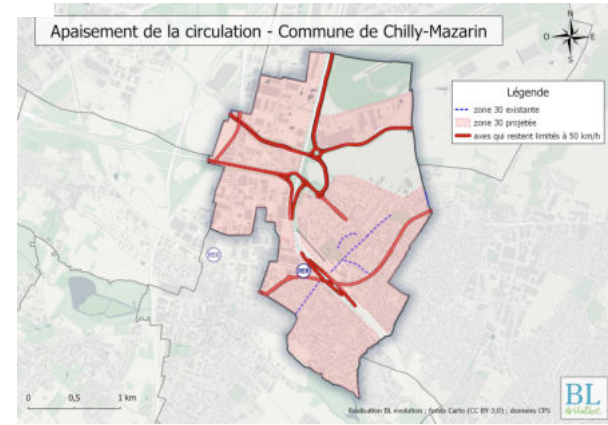 Apaisement de la circulation - Commune de Chilly-Mazarin
N
O
E
S
Légende
zone 30 existante
zone 30 projetée
axes qui restent limités à 50 km/h
RER
RER
0 0,5 1 km
Réalisation BL évolution ; fonds Carto (CC BY 3.0) ; données CPS
BL
évolution